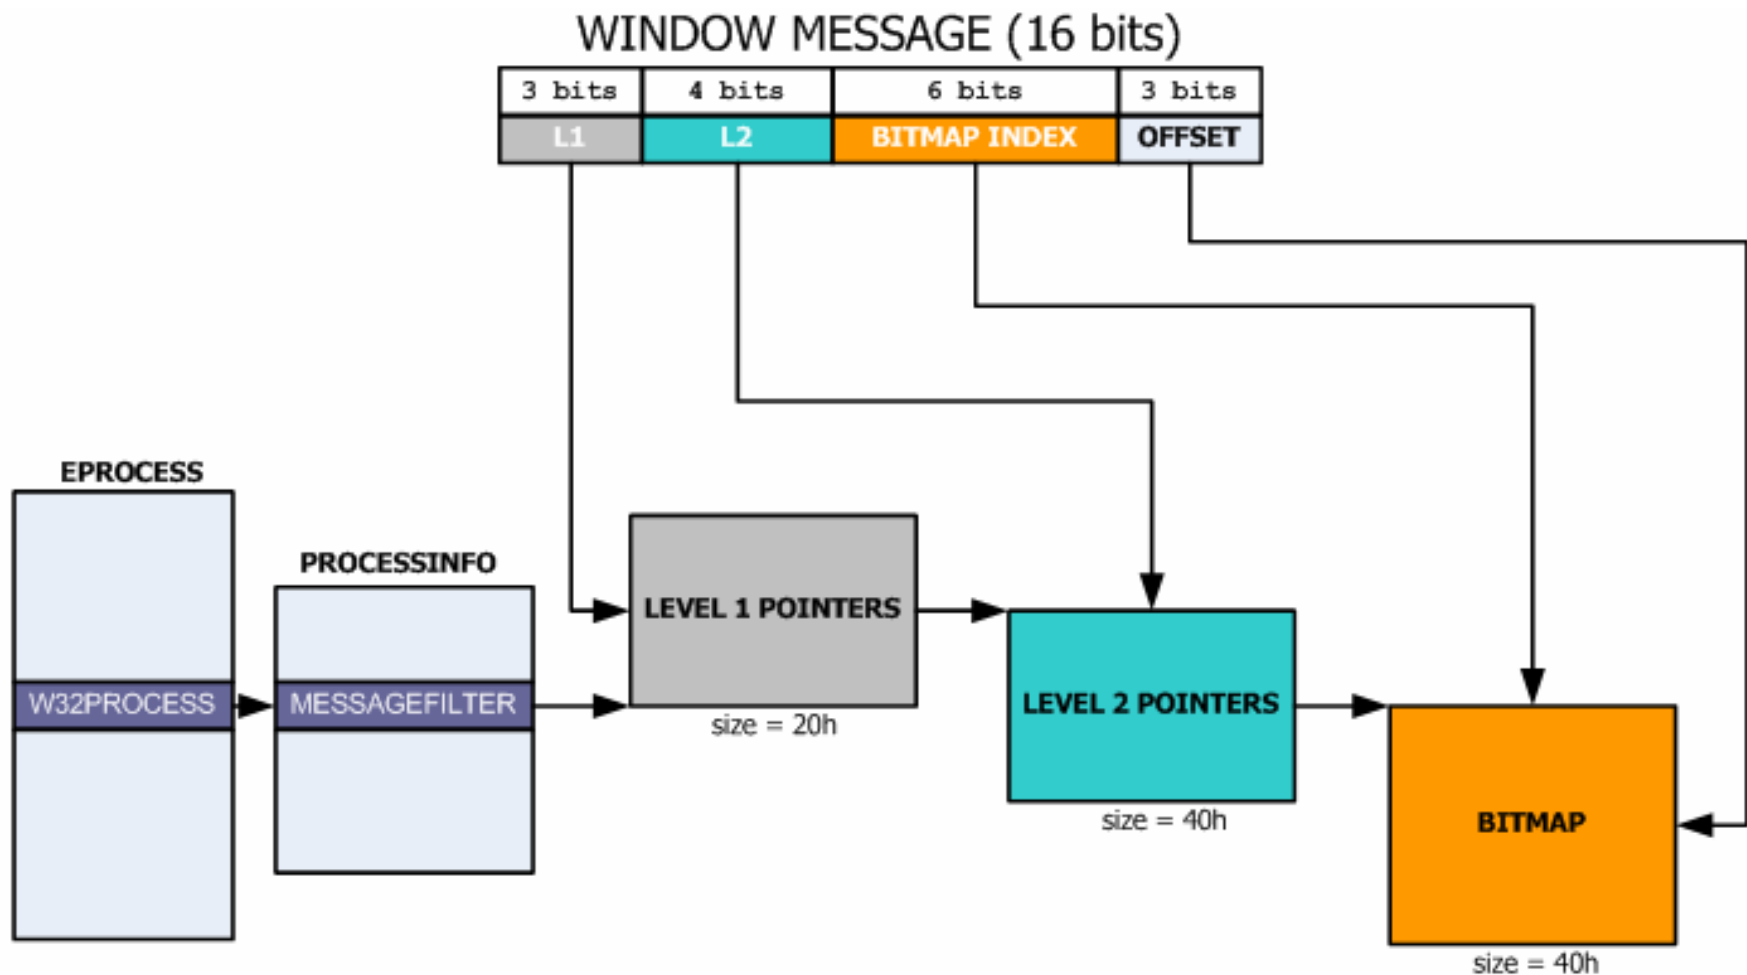 WINDOW MESSAGE (16 bits)
3 bits 4 bits 6 bits 3 bits
L1 L2 BITMAP INDEX OFFSET
EPROCESS
PROCESSINFO
LEVEL 1 POINTERS
W32PROCESS MESSAGEFILTER LEVEL 2 POINTERS
size = 20h
size = 40h
BITMAP
size = 40h